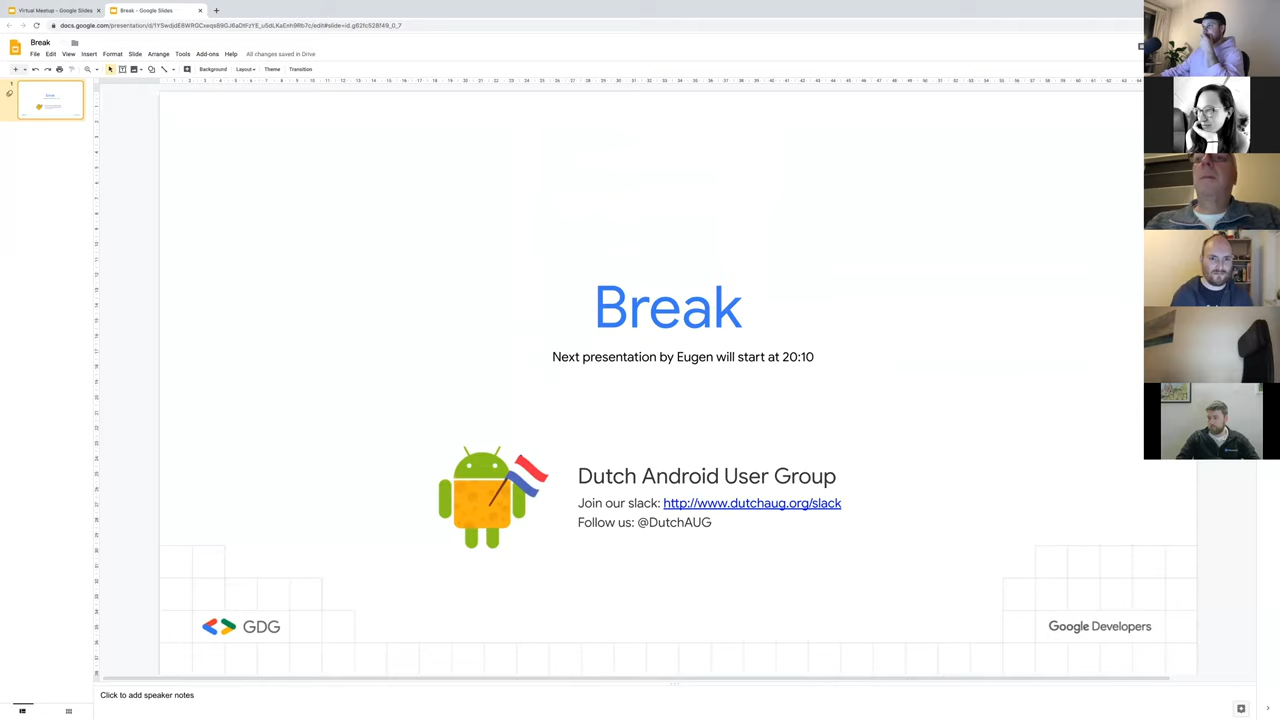 Virtual Meetup - Google Slides
Break - Google Slides
Break
File Edit View Insert Format Slide Arrange Tools Add-ons Help All changes saved in Drive
Background Layout Theme Transition
1
Break
Next presentation by Eugen will start at 20:10
Dutch Android User Group
Join our slack: http://www.dutchaug.org/slack
Follow us: @DutchAUG
GDG
Google Developers
Click to add speaker notes